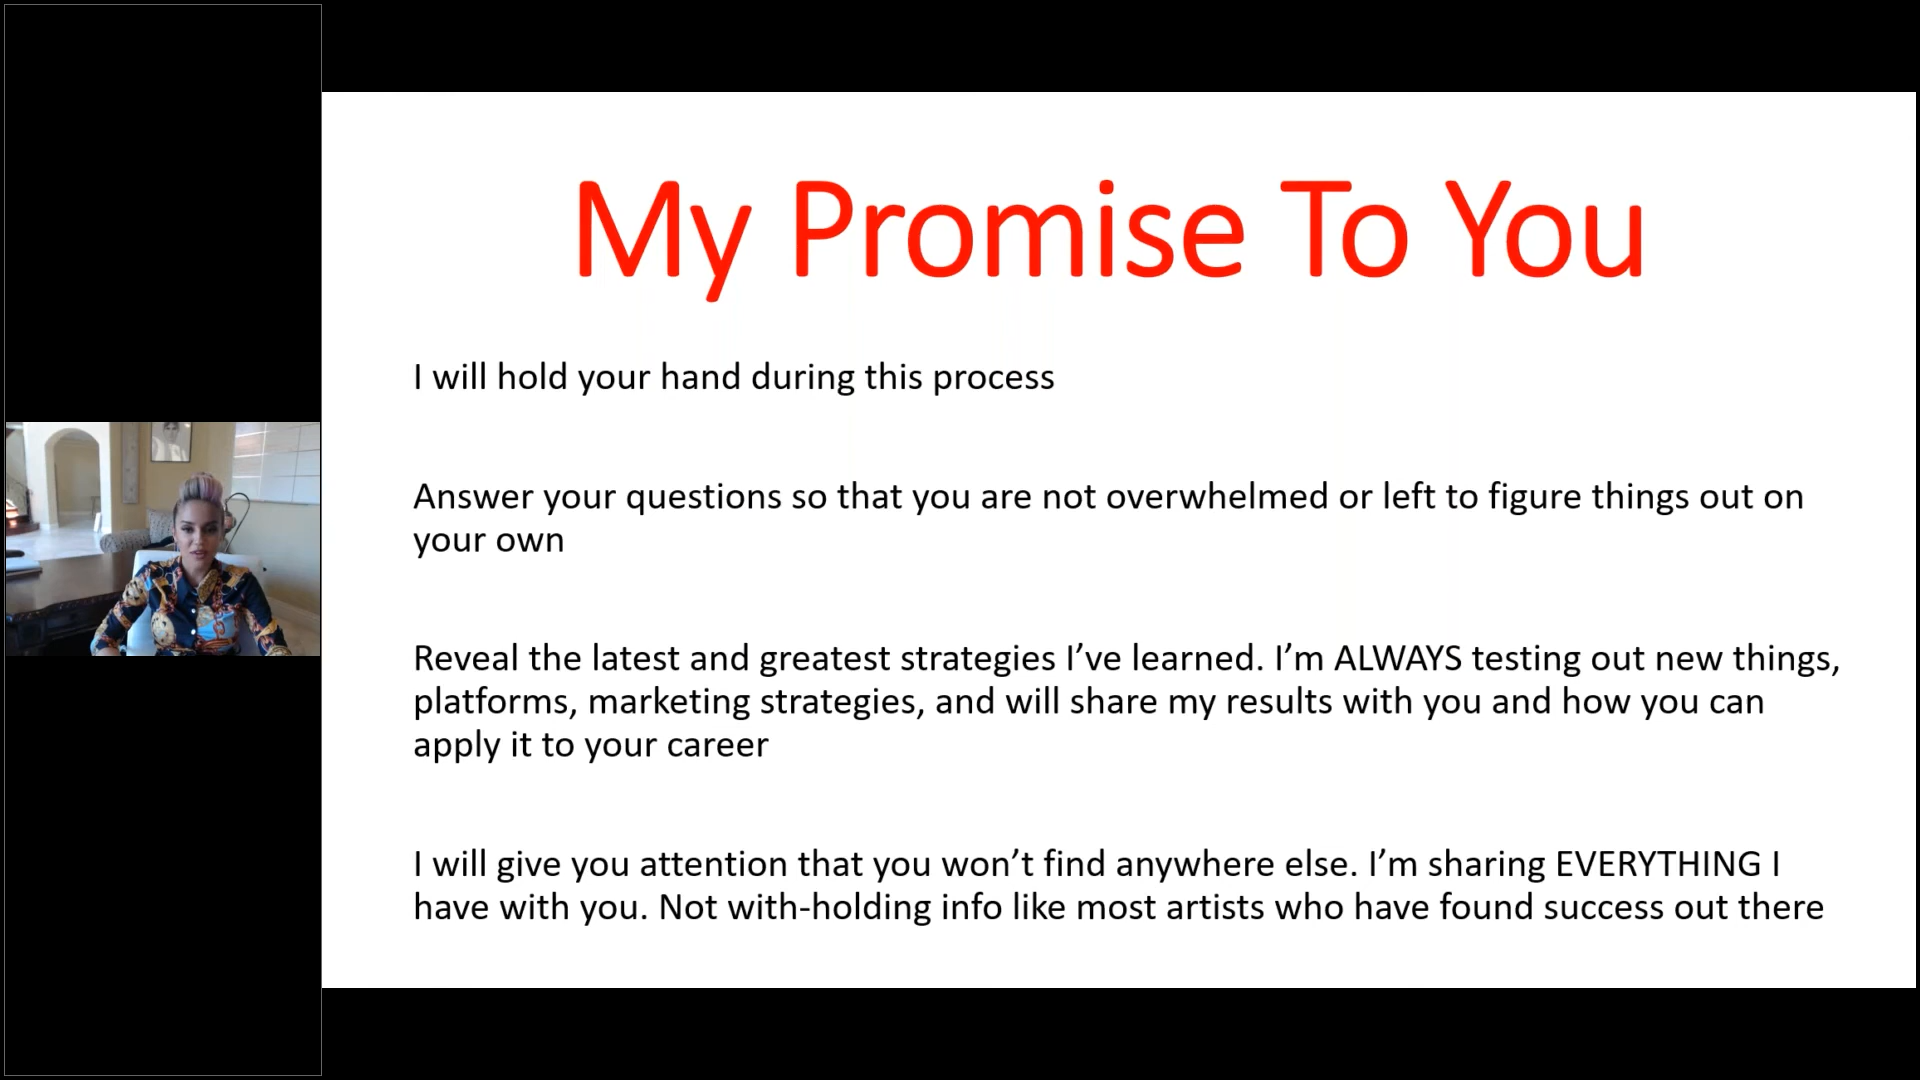 My Promise To You
I will hold your hand during this process
Answer your questions so that you are not overwhelmed or left to figure things out on
your own
Reveal the latest and greatest strategies I’ve learned. I’m ALWAYS testing out new things,
platforms, marketing strategies, and will share my results with you and how you can
apply it to your career
I will give you attention that you won’t find anywhere else. I’m sharing EVERYTHING I
have with you. Not with-holding info like most artists who have found success out there